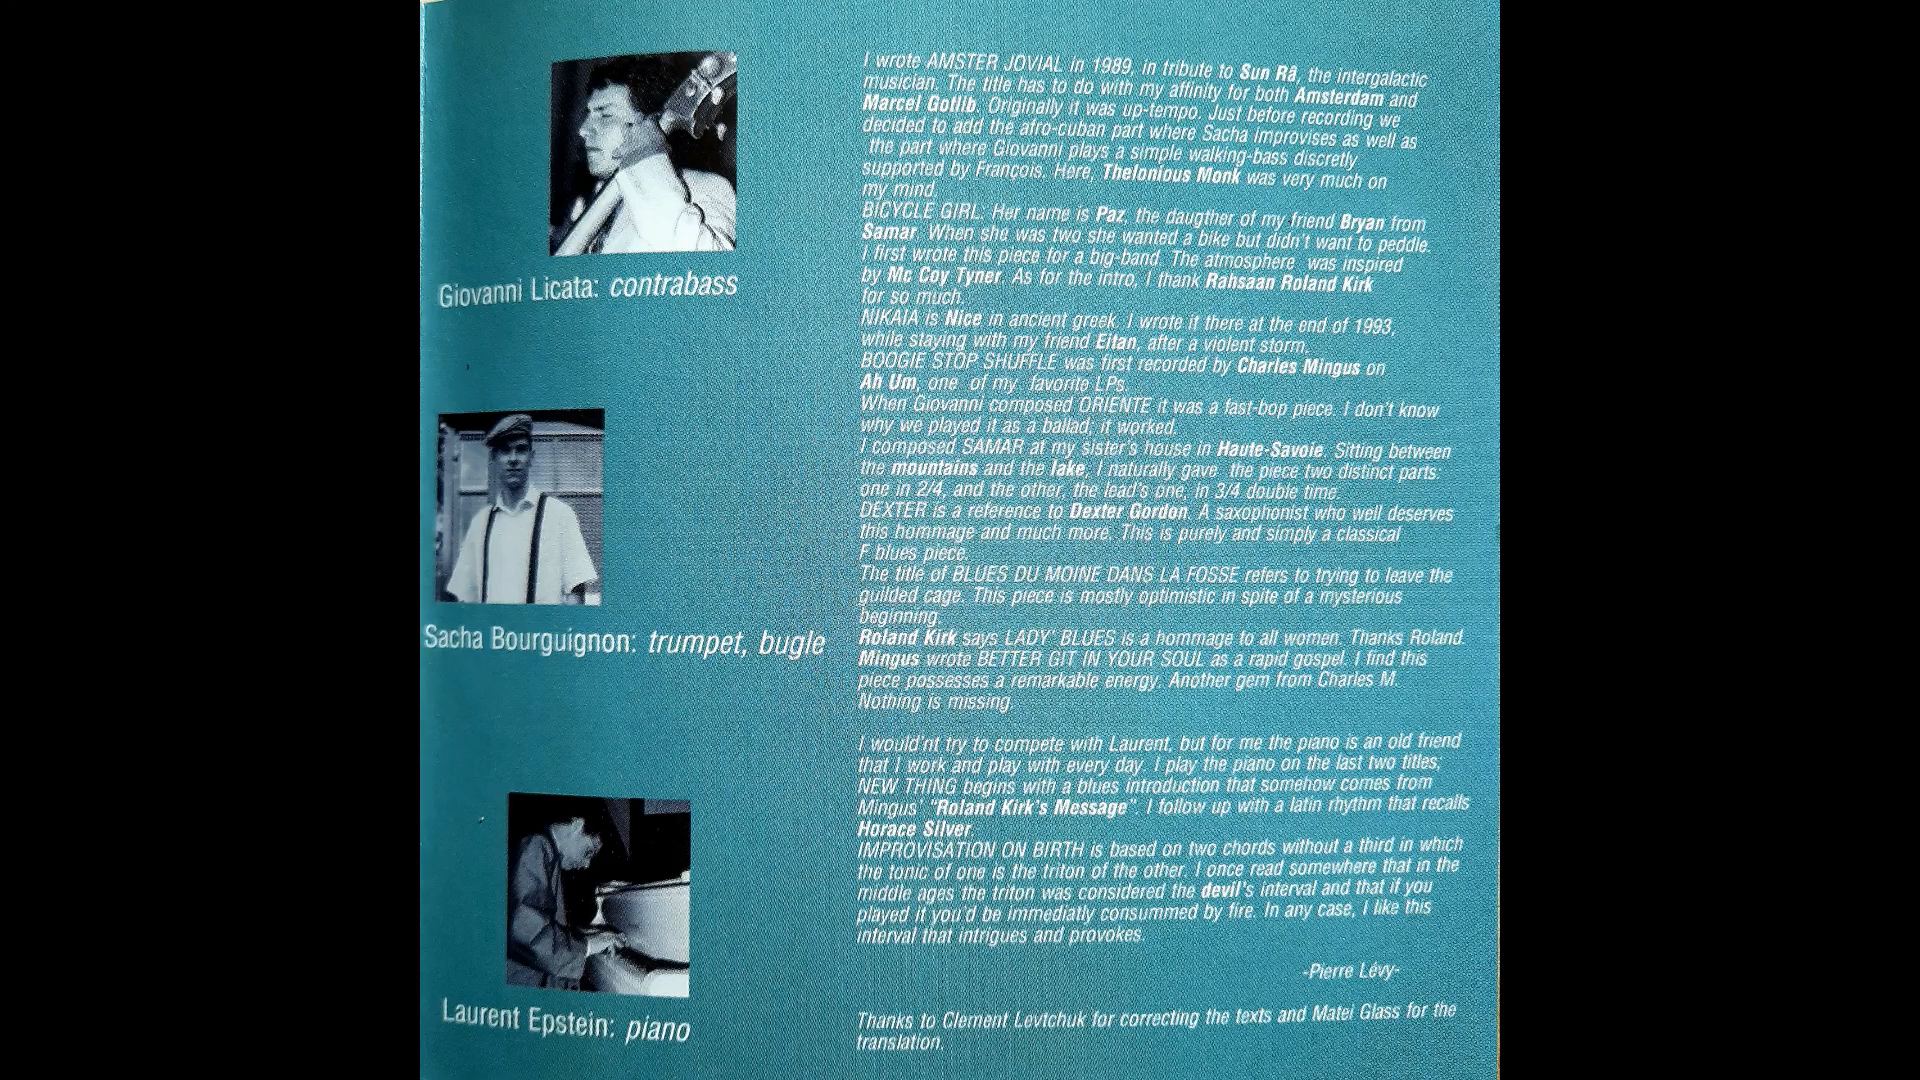 Giovanni Licata: contrabass
Sacha Bourguignon: trumpet, bugle
Laurent Epstein: piano
I wrote AMSTER JOVIAL in 1989, in tribute to Sun Râ, the intergalactic
musician. The title has to do with my affinity for both Amsterdam and
Marcel Gotlib. Originally it was up-tempo. Just before recording we
decided to add the afro-cuban part where Sacha improvises as well as
the part where Giovanni plays a simple walking-bass discretly
supported by François. Here, Thelonious Monk was very much on
my mind.
BICYCLE GIRL: Her name is Paz, the daugther of my friend Bryan from
Samar. When she was two she wanted a bike but didn't want to peddle.
I first wrote this piece for a big-band. The atmosphere was inspired
by Mc Coy Tyner. As for the intro, I thank Rahsaan Roland Kirk
for so much.
NIKAIA is Nice in ancient greek. I wrote it there at the end of 1993,
while staying with my friend Eitan, after a violent storm.
BOOGIE STOP SHUFFLE was first recorded by Charles Mingus on
Ah Um, one of my favorite LPs.
When Giovanni composed ORIENTE it was a fast-bop piece. I don't know
why we played it as a ballad; it worked.
I composed SAMAR at my sister's house in Haute-Savoie. Sitting between
the mountains and the lake, I naturally gave the piece two distinct parts:
one in 2/4, and the other, the lead's one, in 3/4 double time.
DEXTER is a reference to Dexter Gordon. A saxophonist who well deserves
this hommage and much more. This is purely and simply a classical
F blues piece.
The title of BLUES DU MOINE DANS LA FOSSE refers to trying to leave the
guilded cage. This piece is mostly optimistic in spite of a mysterious
beginning.
Roland Kirk says LADY' BLUES is a hommage to all women. Thanks Roland.
Mingus wrote BETTER GIT IN YOUR SOUL as a rapid gospel. I find this
piece possesses a remarkable energy. Another gem from Charles M.
Nothing is missing.
I would'nt try to compete with Laurent, but for me the piano is an old friend
that I work and play with every day. I play the piano on the last two titles;
NEW THING begins with a blues introduction that somehow comes from
Mingus' "Roland Kirk's Message". I follow up with a latin rhythm that recalls
Horace Silver.
IMPROVISATION ON BIRTH is based on two chords without a third in which
the tonic of one is the triton of the other. I once read somewhere that in the
middle ages the triton was considered the devil's interval and that if you
played it you'd be immediatly consummed by fire. In any case, I like this
interval that intrigues and provokes.
-Pierre Lévy-
Thanks to Clement Levtchuk for correcting the texts and Matei Glass for the
translation.